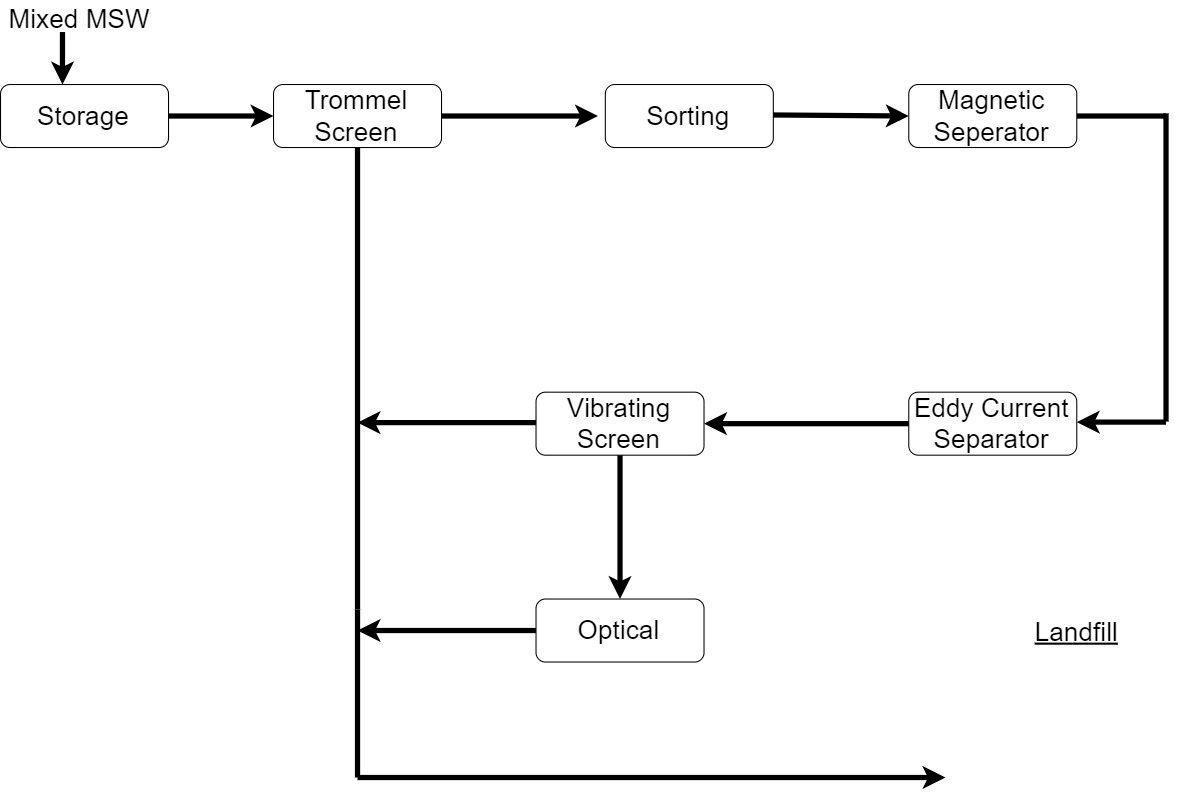 Mixed MSW
Storage
Trommel
Screen
Sorting
Magnetic
Seperator
Vibrating
Screen
Eddy Current
Separator
Optical
Landfill